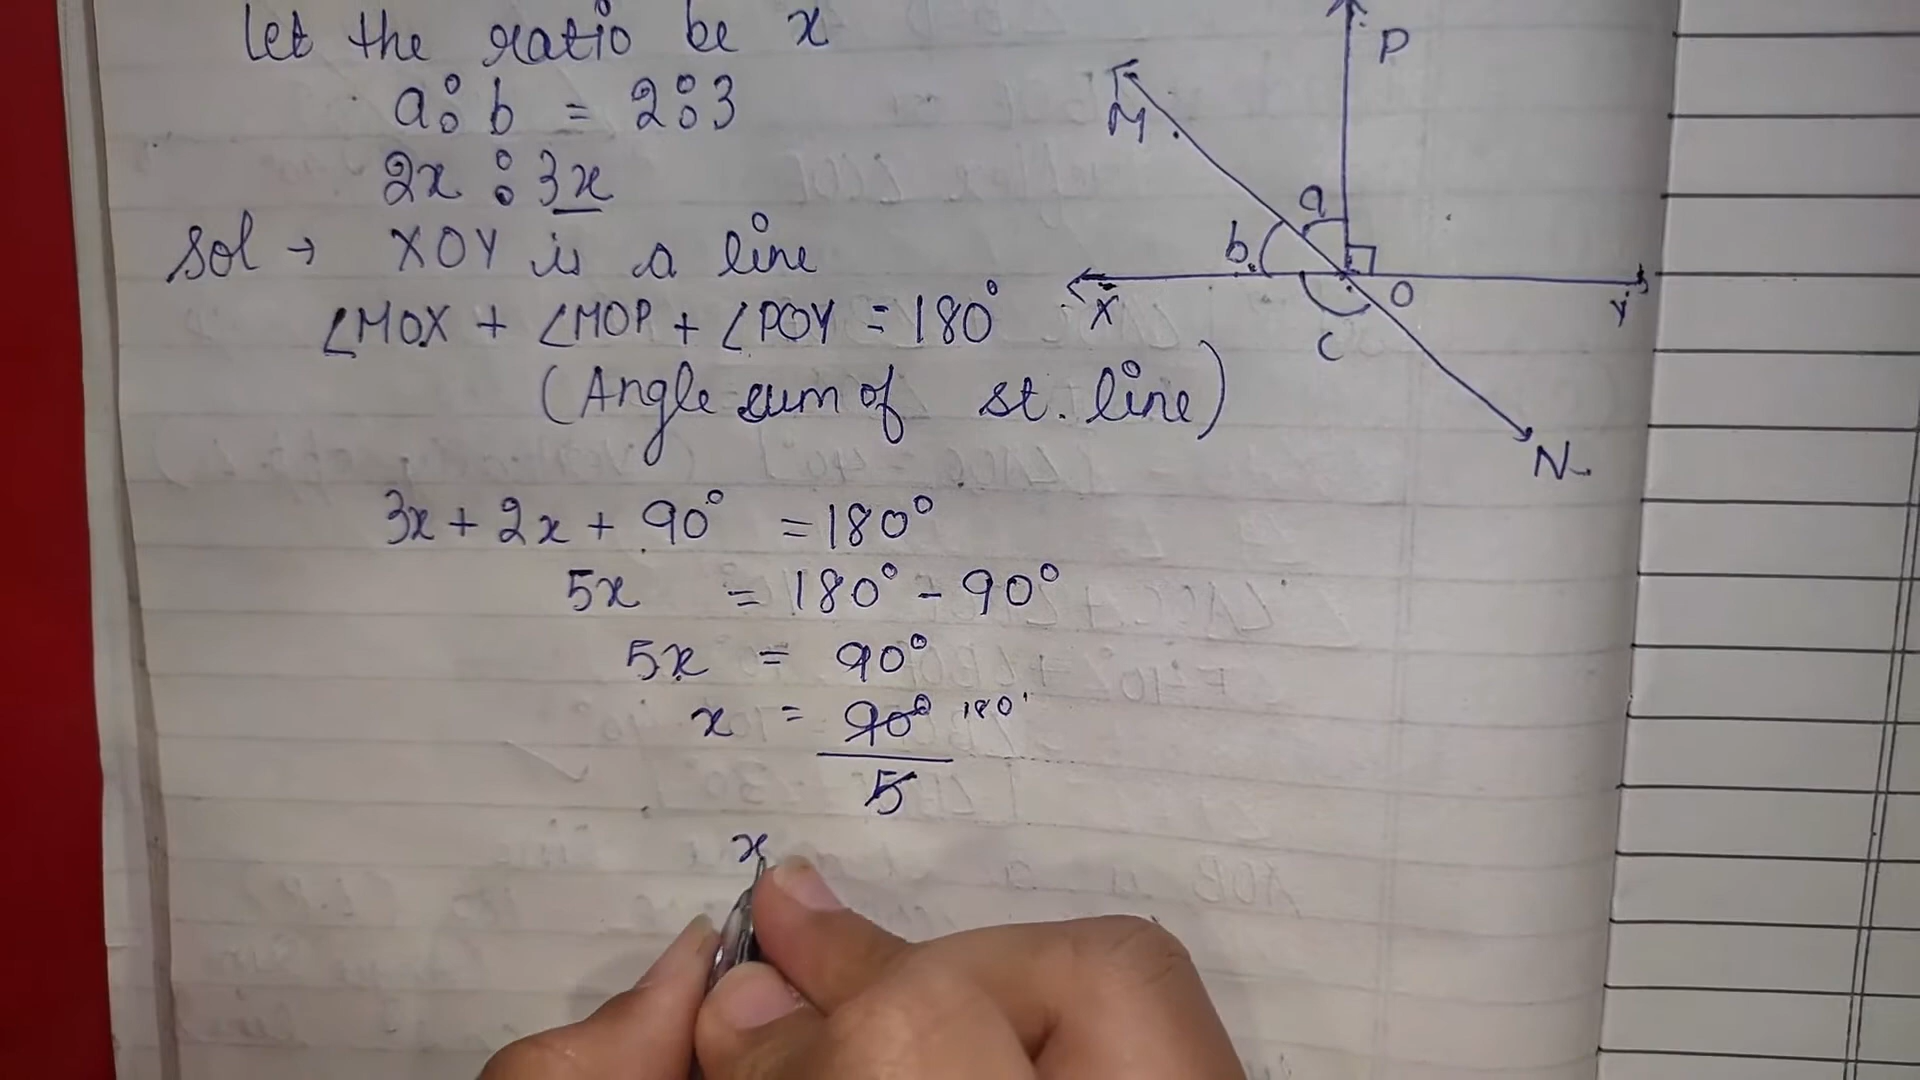 let the ratio be x
a : b = 2 : 3
2x : 3x
Sol → XOY is a line
∠MOX + ∠MOP + ∠POY = 180°
(Angle sum of st. line)
3x + 2x + 90° = 180°
5x = 180° - 90°
5x = 90°
x = 90° 180'
5
x
P
M
a
b
X
O
Y
C
N